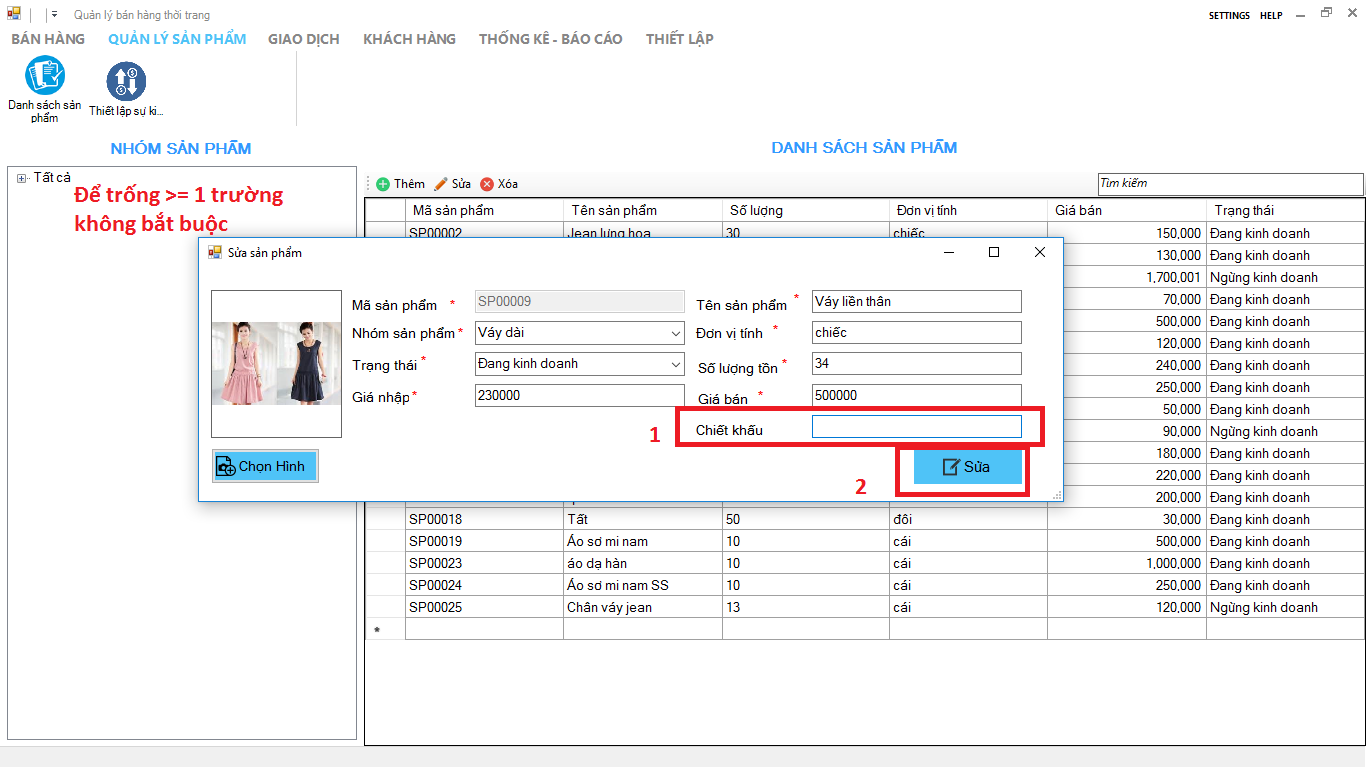 Quản lý bán hàng thời trang
SETTINGS HELP
BÁN HÀNG QUẢN LÝ SẢN PHẨM GIAO DỊCH KHÁCH HÀNG THỐNG KÊ - BÁO CÁO THIẾT LẬP
Danh sách sản
phẩm
Thiết lập sự ki...
NHÓM SẢN PHẨM
DANH SÁCH SẢN PHẨM
Tất cả
Để trống >= 1 trường
không bắt buộc
Thêm Sửa Xóa
Tìm kiếm
Mã sản phẩm Tên sản phẩm Số lượng Đơn vị tính Giá bán Trạng thái
SP00002 Jean lưng hoa 30 chiếc 150,000 Đang kinh doanh
130,000 Đang kinh doanh
1,700,001 Ngừng kinh doanh
70,000 Đang kinh doanh
500,000 Đang kinh doanh
120,000 Đang kinh doanh
240,000 Đang kinh doanh
250,000 Đang kinh doanh
50,000 Đang kinh doanh
90,000 Ngừng kinh doanh
180,000 Đang kinh doanh
220,000 Đang kinh doanh
200,000 Đang kinh doanh
Sửa sản phẩm
Mã sản phẩm * SP00009 Tên sản phẩm * Váy liền thân
Nhóm sản phẩm * Váy dài Đơn vị tính * chiếc
Trạng thái * Đang kinh doanh Số lượng tồn * 34
Giá nhập * 230000 Giá bán * 500000
1 Chiết khấu
Chọn Hình
2 Sửa
SP00018 Tất 50 đôi 30,000 Đang kinh doanh
SP00019 Áo sơ mi nam 10 cái 500,000 Đang kinh doanh
SP00023 áo dạ hàn 10 cái 1,000,000 Đang kinh doanh
SP00024 Áo sơ mi nam SS 10 cái 250,000 Đang kinh doanh
SP00025 Chân váy jean 13 cái 120,000 Ngừng kinh doanh
*